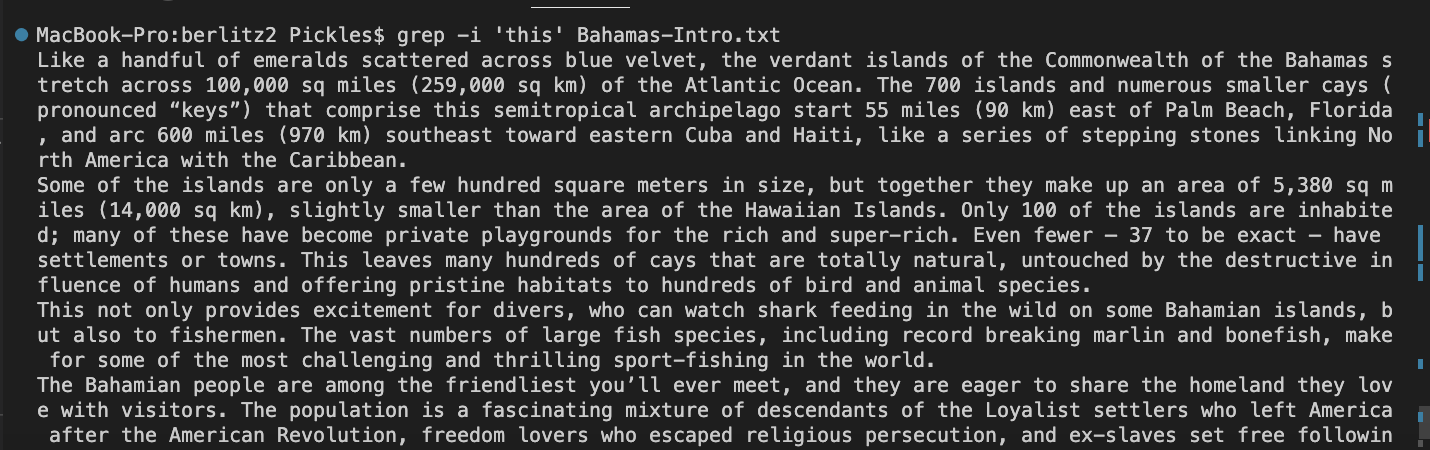 MacBook-Pro:berlitz2 Pickles$ grep -i 'this' Bahamas-Intro.txt
Like a handful of emeralds scattered across blue velvet, the verdant islands of the Commonwealth of the Bahamas s
tretch across 100,000 sq miles (259,000 sq km) of the Atlantic Ocean. The 700 islands and numerous smaller cays (
pronounced “keys”) that comprise this semitropical archipelago start 55 miles (90 km) east of Palm Beach, Florida
, and arc 600 miles (970 km) southeast toward eastern Cuba and Haiti, like a series of stepping stones linking No
rth America with the Caribbean.
Some of the islands are only a few hundred square meters in size, but together they make up an area of 5,380 sq m
iles (14,000 sq km), slightly smaller than the area of the Hawaiian Islands. Only 100 of the islands are inhabite
d; many of these have become private playgrounds for the rich and super-rich. Even fewer — 37 to be exact — have
settlements or towns. This leaves many hundreds of cays that are totally natural, untouched by the destructive in
fluence of humans and offering pristine habitats to hundreds of bird and animal species.
This not only provides excitement for divers, who can watch shark feeding in the wild on some Bahamian islands, b
ut also to fishermen. The vast numbers of large fish species, including record breaking marlin and bonefish, make
 for some of the most challenging and thrilling sport-fishing in the world.
The Bahamian people are among the friendliest you’ll ever meet, and they are eager to share the homeland they lov
e with visitors. The population is a fascinating mixture of descendants of the Loyalist settlers who left America
 after the American Revolution, freedom lovers who escaped religious persecution, and ex-slaves set free followin